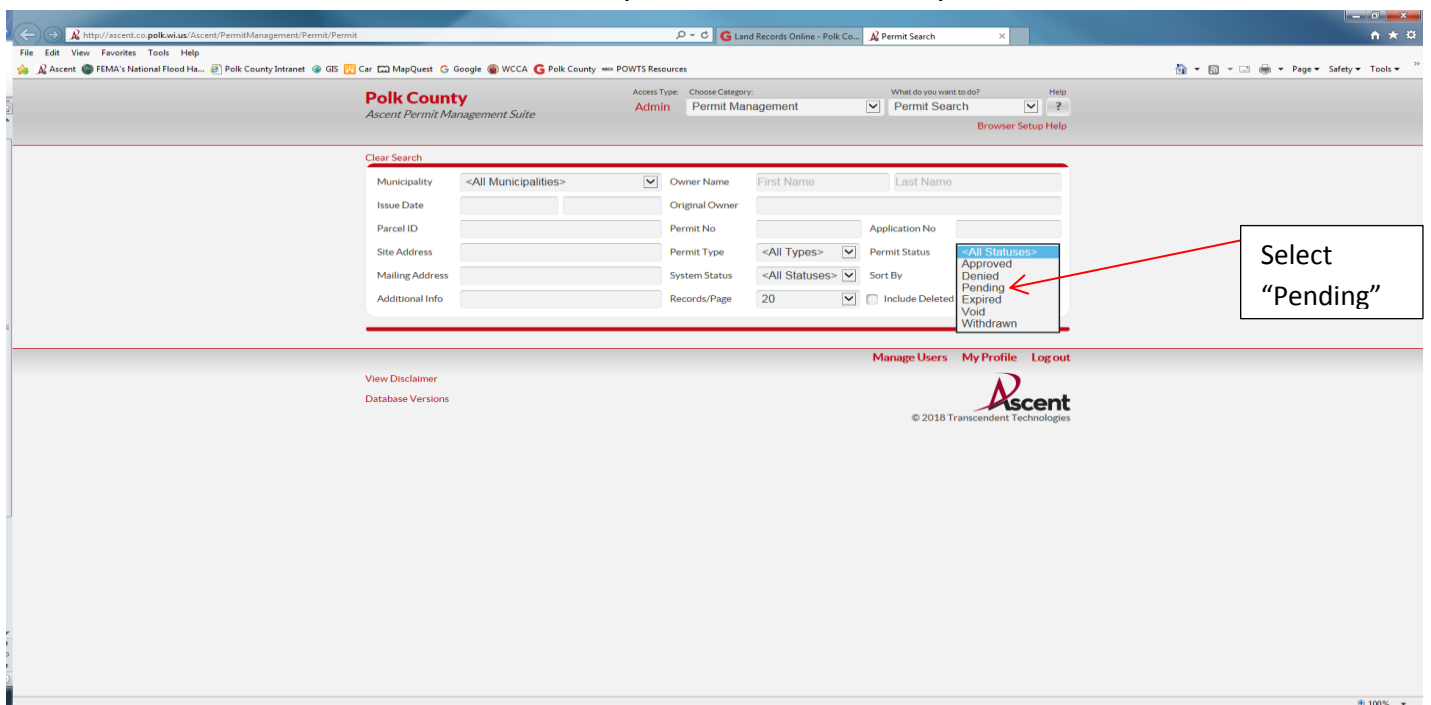 http://ascent.co.polk.wi.us/Ascent/PermitManagement/Permit/Permit
Land Records Online - Polk Co...
Permit Search
File Edit View Favorites Tools Help
Ascent FEMA's National Flood Ha... Polk County Intranet GIS Car MapQuest Google WCCA Polk County POWTS Resources
Page Safety Tools
Polk County
Ascent Permit Management Suite
Access Type: Choose Category: What do you want to do? Help
Admin Permit Management Permit Search ?
Browser Setup Help
Clear Search
Municipality <All Municipalities> Owner Name First Name Last Name
Issue Date Original Owner
Parcel ID Permit No Application No
Site Address Permit Type <All Types> Permit Status <All Statuses>
Approved
Mailing Address System Status <All Statuses> Sort By Denied
Pending
Additional Info Records/Page 20 Include Deleted Expired
Void
Withdrawn
Select
“Pending”
Manage Users My Profile Log out
View Disclaimer
Database Versions
Ascent
© 2018 Transcendent Technologies
100%